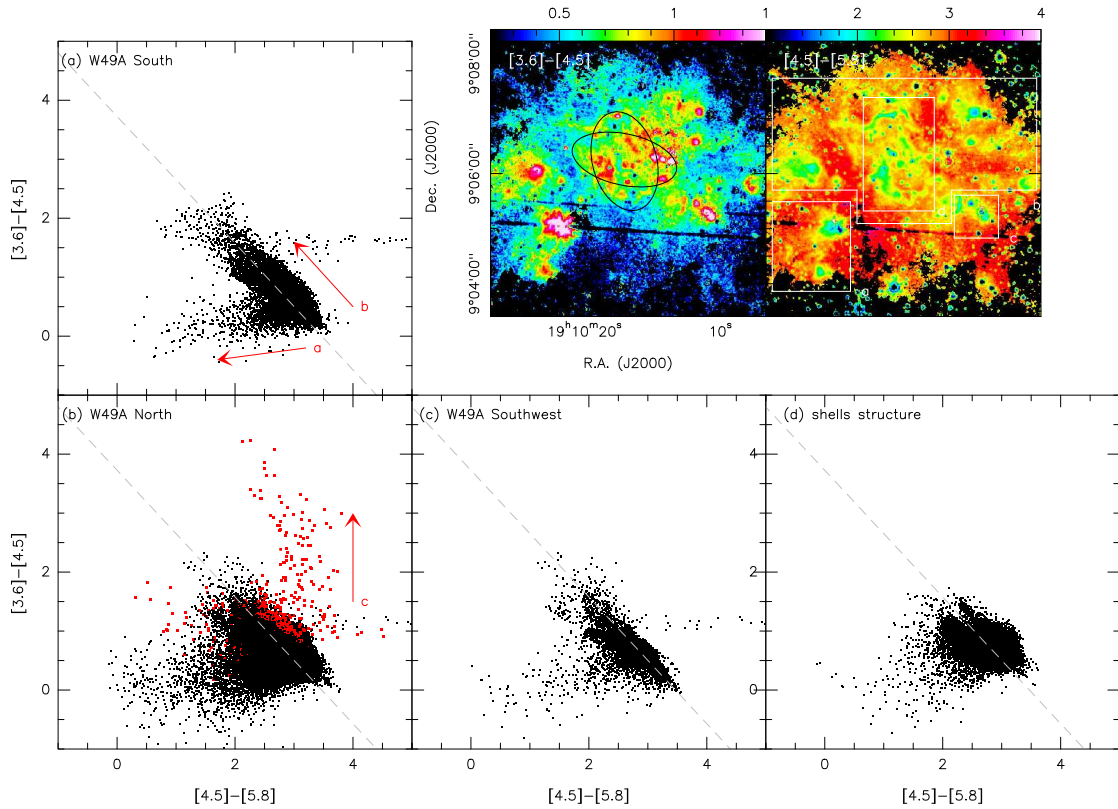 0.5 1 1 2 3 4
(a) W49A South
[3.6]-[4.5] [4.5]-[5.8]
9°08'00"
9°06'00"
9°04'00"
Dec. (J2000)
19h10m20s 10s
R.A. (J2000)
a
b
c
d
4
2
0
[3.6]-[4.5]
b
a
(b) W49A North
(c) W49A Southwest
(d) shells structure
4
2
0
[3.6]-[4.5]
c
4
2
0
4
2
0
0 2 4
0 2 4
0 2 4
[4.5]-[5.8]
[4.5]-[5.8]
[4.5]-[5.8]